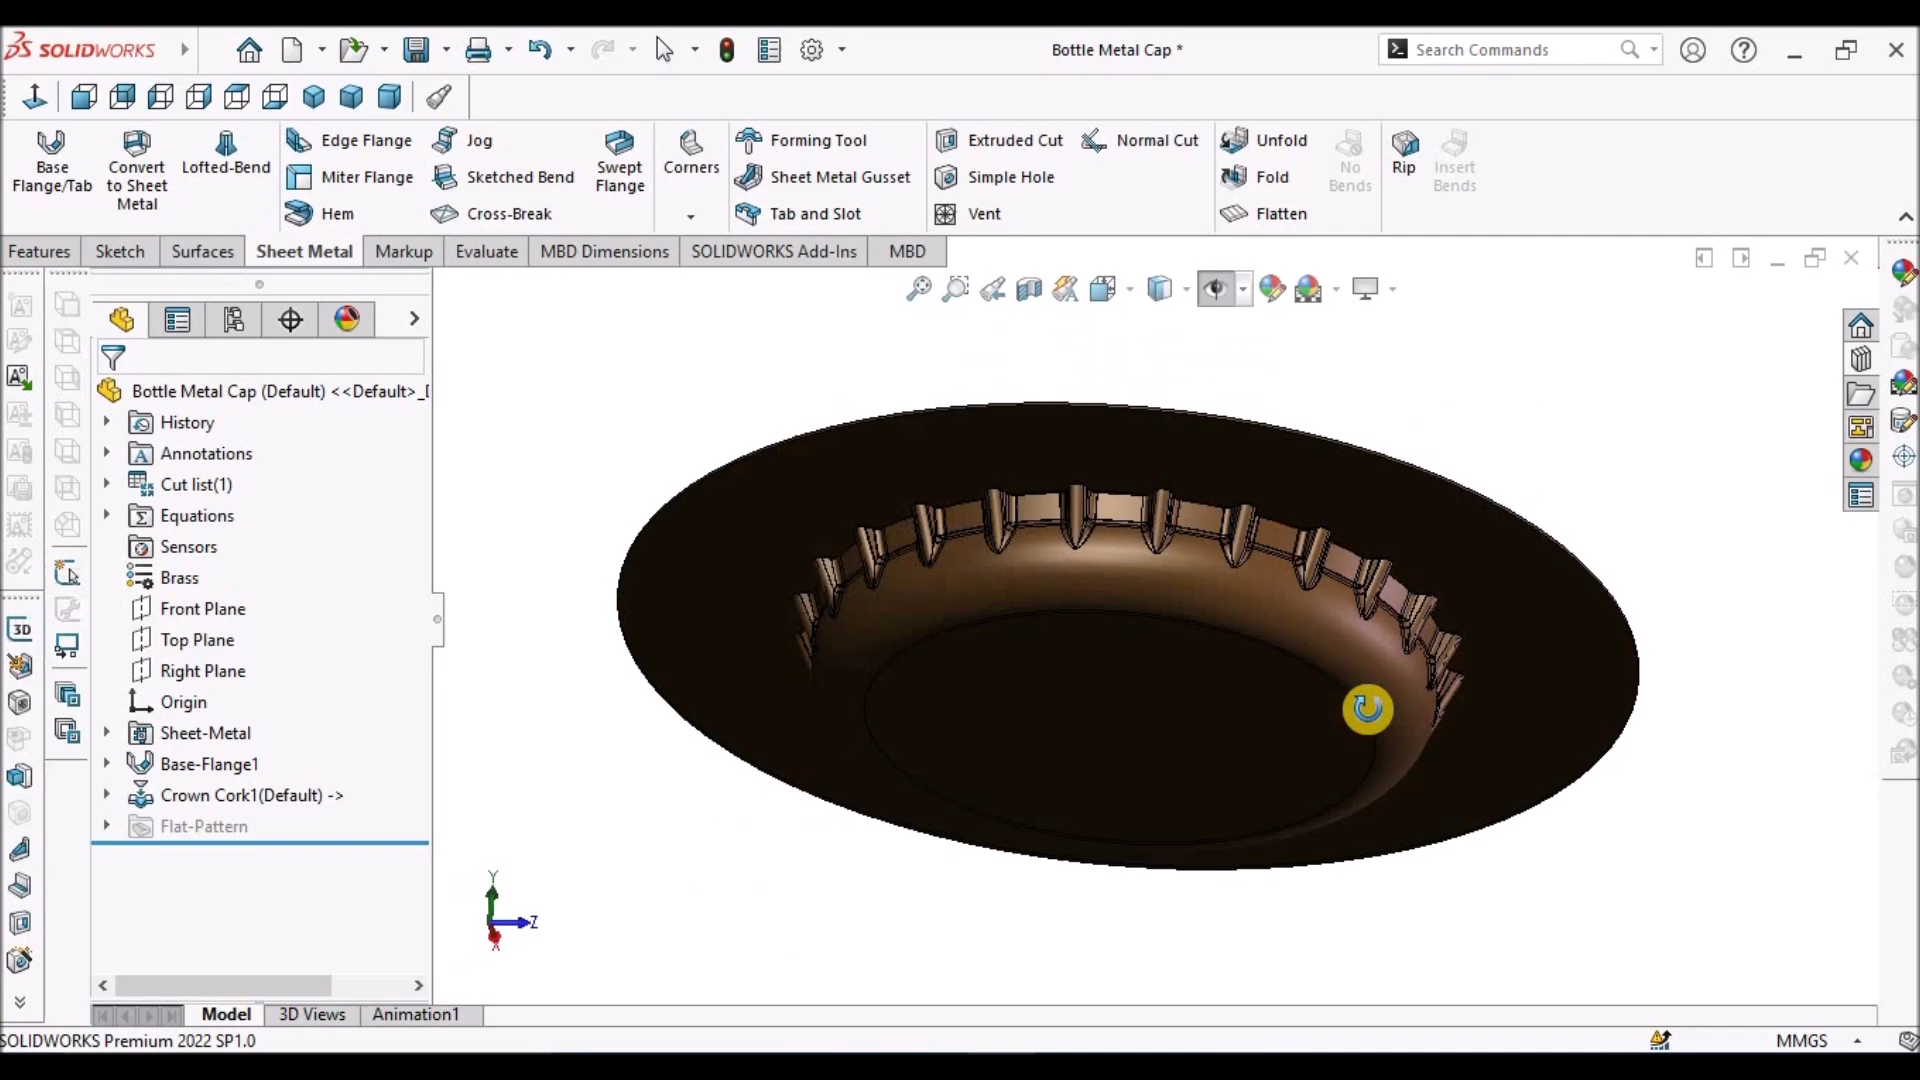 SOLIDWORKS
Bottle Metal Cap *
Search Commands
Base Flange/Tab
Convert to Sheet Metal
Lofted-Bend
Edge Flange
Miter Flange
Hem
Jog
Sketched Bend
Cross-Break
Swept Flange
Corners
Forming Tool
Sheet Metal Gusset
Tab and Slot
Extruded Cut
Simple Hole
Vent
Normal Cut
Unfold
Fold
Flatten
No Bends
Rip
Insert Bends
Features Sketch Surfaces Sheet Metal Markup Evaluate MBD Dimensions SOLIDWORKS Add-Ins MBD
Bottle Metal Cap (Default) <<Default>_
History
Annotations
Cut list(1)
Equations
Sensors
Brass
Front Plane
Top Plane
Right Plane
Origin
Sheet-Metal
Base-Flange1
Crown Cork1(Default) ->
Flat-Pattern
3D
Y
Z
X
Model 3D Views Animation1
SOLIDWORKS Premium 2022 SP1.0
MMGS